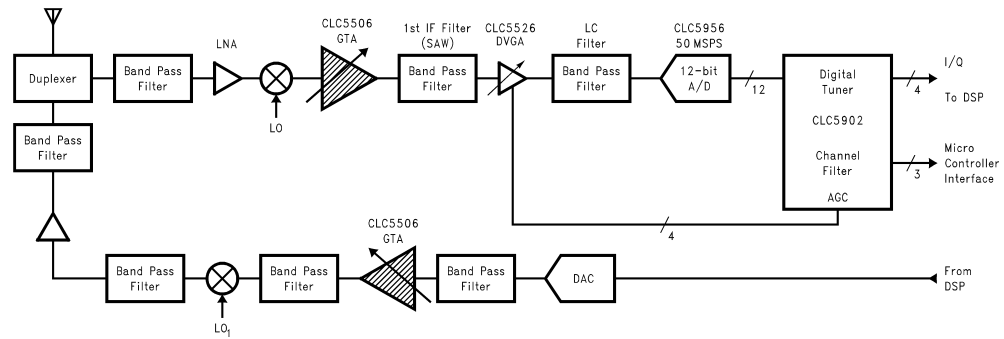 CLC5506
GTA
1st IF Filter
(SAW)
CLC5526
DVGA
LC
Filter
CLC5956
50 MSPS
LNA
Duplexer
Band Pass
Filter
LO
Band Pass
Filter
Band Pass
Filter
12-bit
A/D
12
Digital
Tuner
CLC5902
Channel
Filter
AGC
4
I/Q
To DSP
3
Micro
Controller
Interface
4
Band Pass
Filter
CLC5506
GTA
Band Pass
Filter
LO1
Band Pass
Filter
Band Pass
Filter
DAC
From
DSP